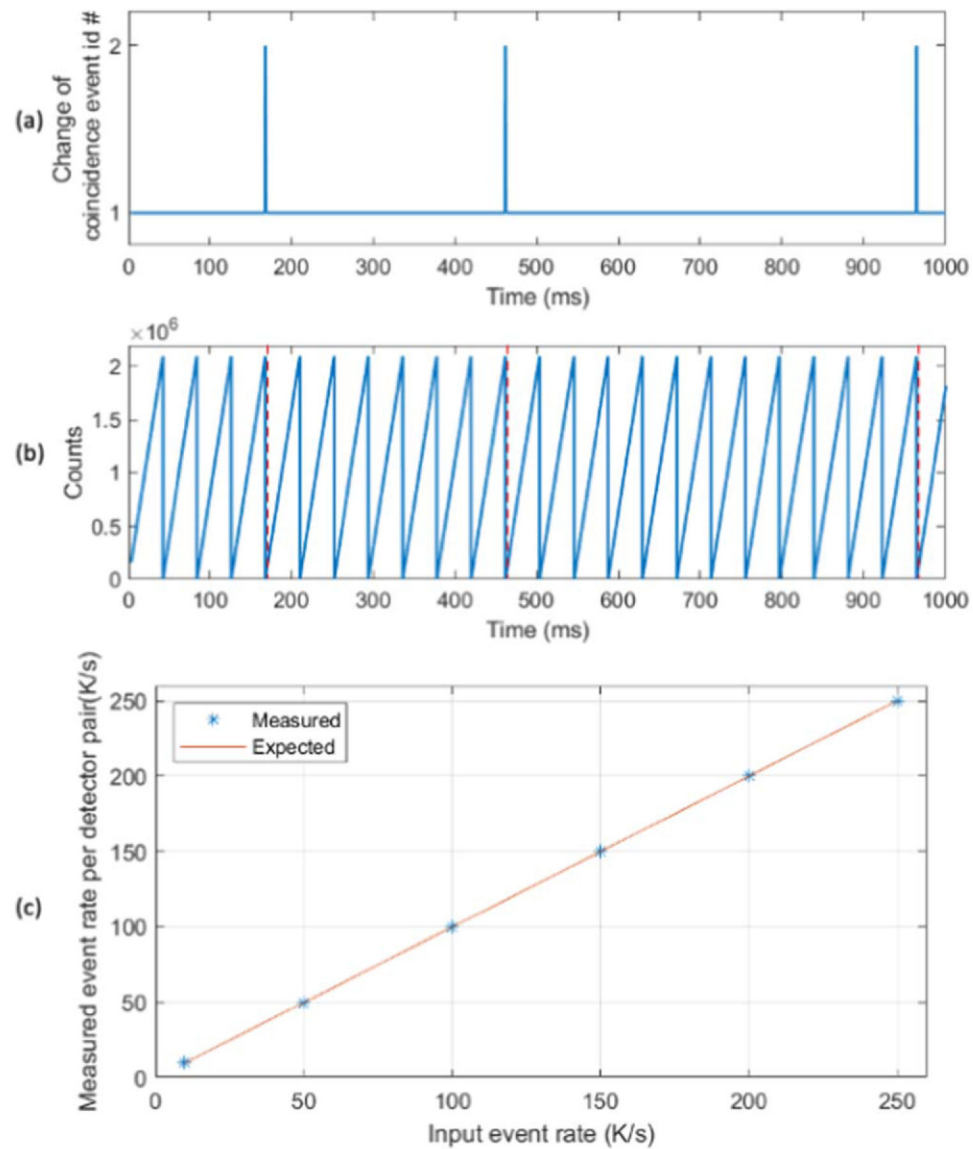 (a)
Change of
coincidence event id #
2
1
0 100 200 300 400 500 600 700 800 900 1000
Time (ms)
(b)
×10⁶
Counts
2
1.5
1
0.5
0
0 100 200 300 400 500 600 700 800 900 1000
Time (ms)
(c)
Measured event rate per detector pair(K/s)
250
200
150
100
50
0
Measured
Expected
0 50 100 150 200 250
Input event rate (K/s)